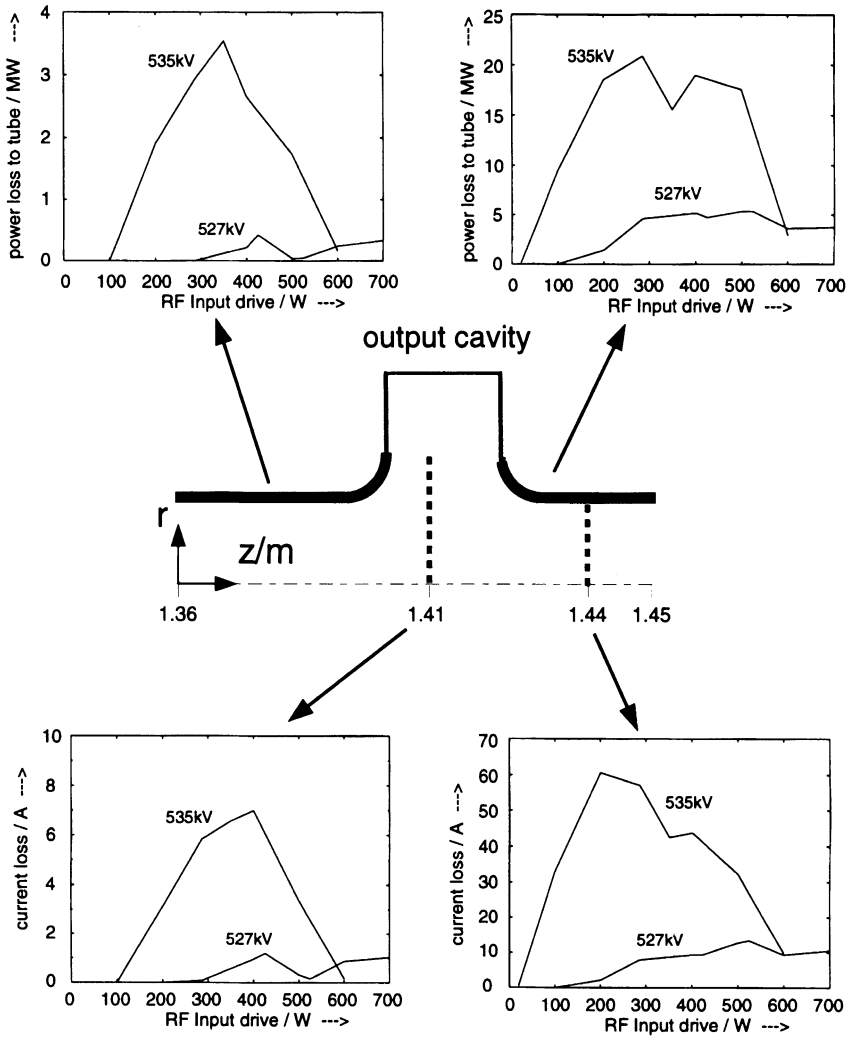 power loss to tube / MW --->
4
3
2
1
0
535kV
527kV
0 100 200 300 400 500 600 700
RF Input drive / W --->
power loss to tube / MW --->
25
20
15
10
5
0
535kV
527kV
0 100 200 300 400 500 600 700
RF Input drive / W --->
output cavity
r
z/m
1.36 1.41 1.44 1.45
current loss / A --->
10
8
6
4
2
0
535kV
527kV
0 100 200 300 400 500 600 700
RF Input drive / W --->
current loss / A --->
70
60
50
40
30
20
10
0
535kV
527kV
0 100 200 300 400 500 600 700
RF Input drive / W --->